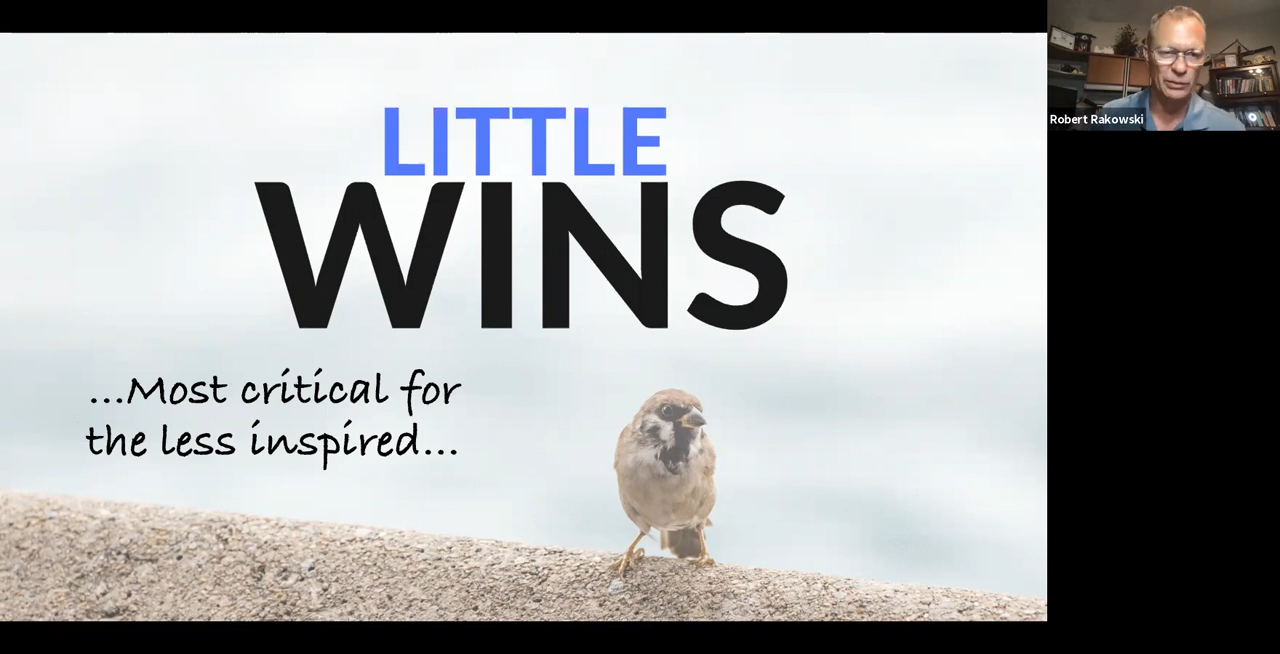 LITTLE
WINS
...Most critical for
the less inspired...
Robert Rakowski